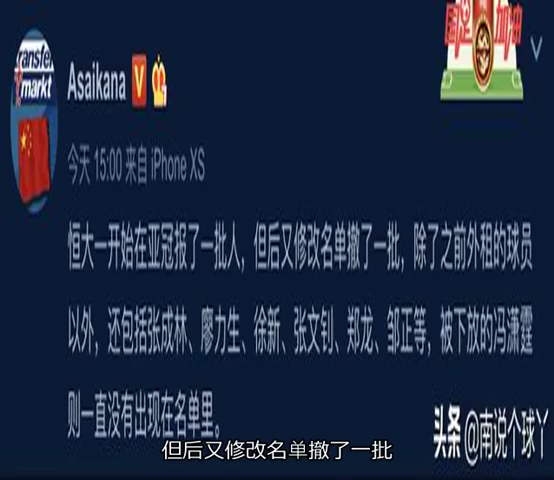 transfer
markt
国足加油
Asaikana V
今天 15:00 来自 iPhone XS
恒大一开始在亚冠报了一批人，但后又修改名单撤了一批，除了之前外租的球员
以外，还包括张成林、廖力生、徐新、张文钊、郑龙、邹正等，被下放的冯潇霆
则一直没有出现在名单里。
头条 @南说个球丫
但后又修改名单撤了一批